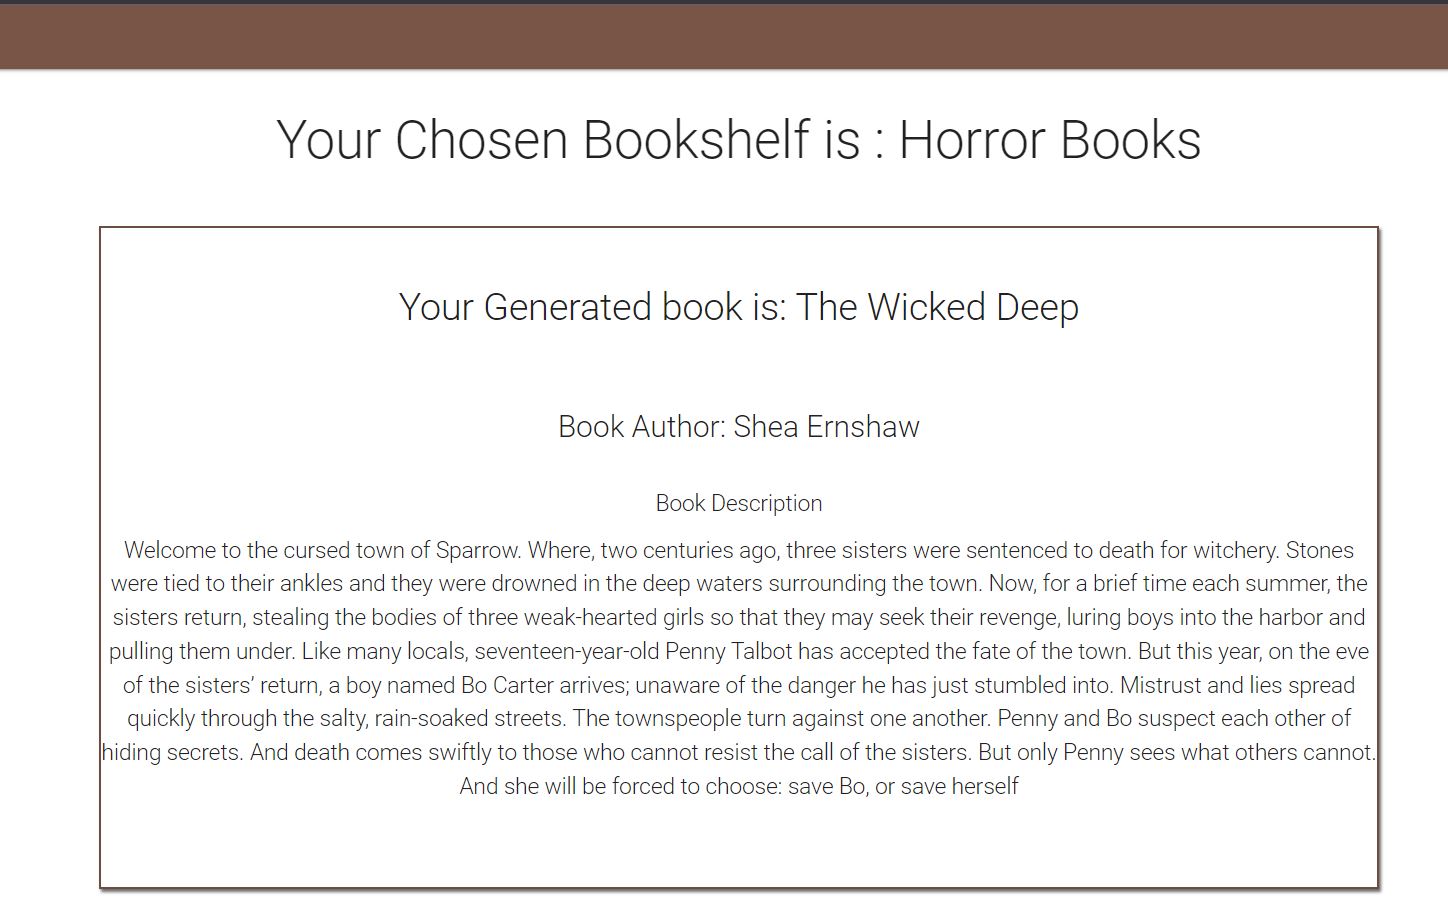 Your Chosen Bookshelf is : Horror Books
Your Generated book is: The Wicked Deep
Book Author: Shea Ernshaw
Book Description
Welcome to the cursed town of Sparrow. Where, two centuries ago, three sisters were sentenced to death for witchery. Stones
were tied to their ankles and they were drowned in the deep waters surrounding the town. Now, for a brief time each summer, the
sisters return, stealing the bodies of three weak-hearted girls so that they may seek their revenge, luring boys into the harbor and
pulling them under. Like many locals, seventeen-year-old Penny Talbot has accepted the fate of the town. But this year, on the eve
of the sisters’ return, a boy named Bo Carter arrives; unaware of the danger he has just stumbled into. Mistrust and lies spread
quickly through the salty, rain-soaked streets. The townspeople turn against one another. Penny and Bo suspect each other of
hiding secrets. And death comes swiftly to those who cannot resist the call of the sisters. But only Penny sees what others cannot.
And she will be forced to choose: save Bo, or save herself